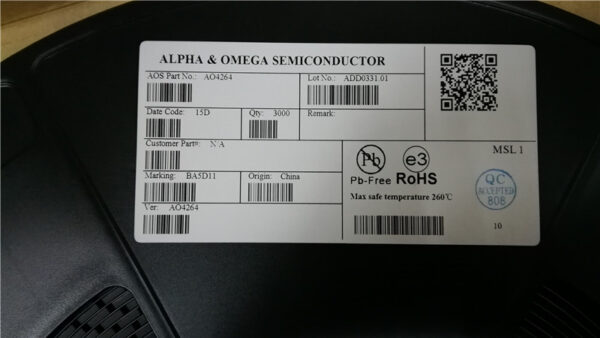 ALPHA & OMEGA SEMICONDUCTOR
AOS Part No.: AO4264
Lot No.: ADD0331.01
Date Code: 15D
Qty: 3000
Remark:
Customer Part#: N/A
Marking: BA5D11
Origin: China
Ver: AO4264
Pb
e3
MSL 1
Pb-Free RoHS
Max safe temperature 260℃
QC
ACCEPTED
808
10